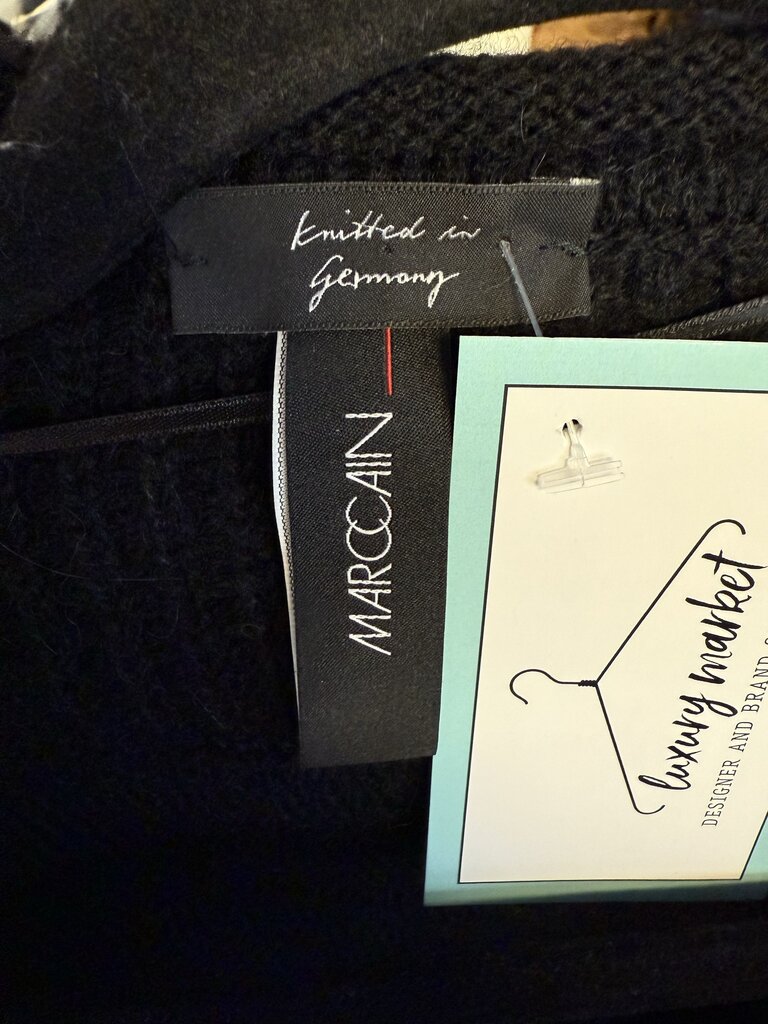 Knitted in
Germany
MARCCAIN
luxury market
DESIGNER AND BRAND